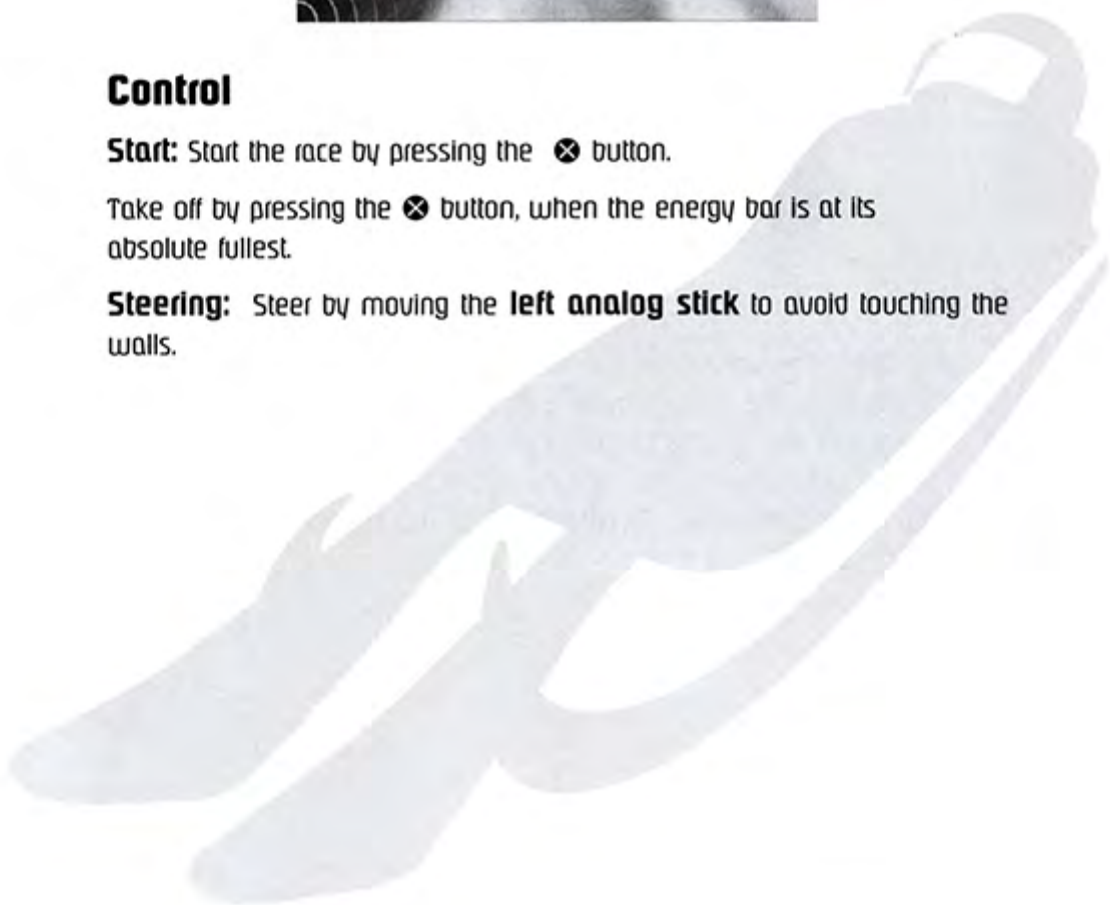 Control
Start: Start the race by pressing the ⊗ button.
Take off by pressing the ⊗ button, when the energy bar is at its
absolute fullest.
Steering: Steer by moving the left analog stick to avoid touching the
walls.